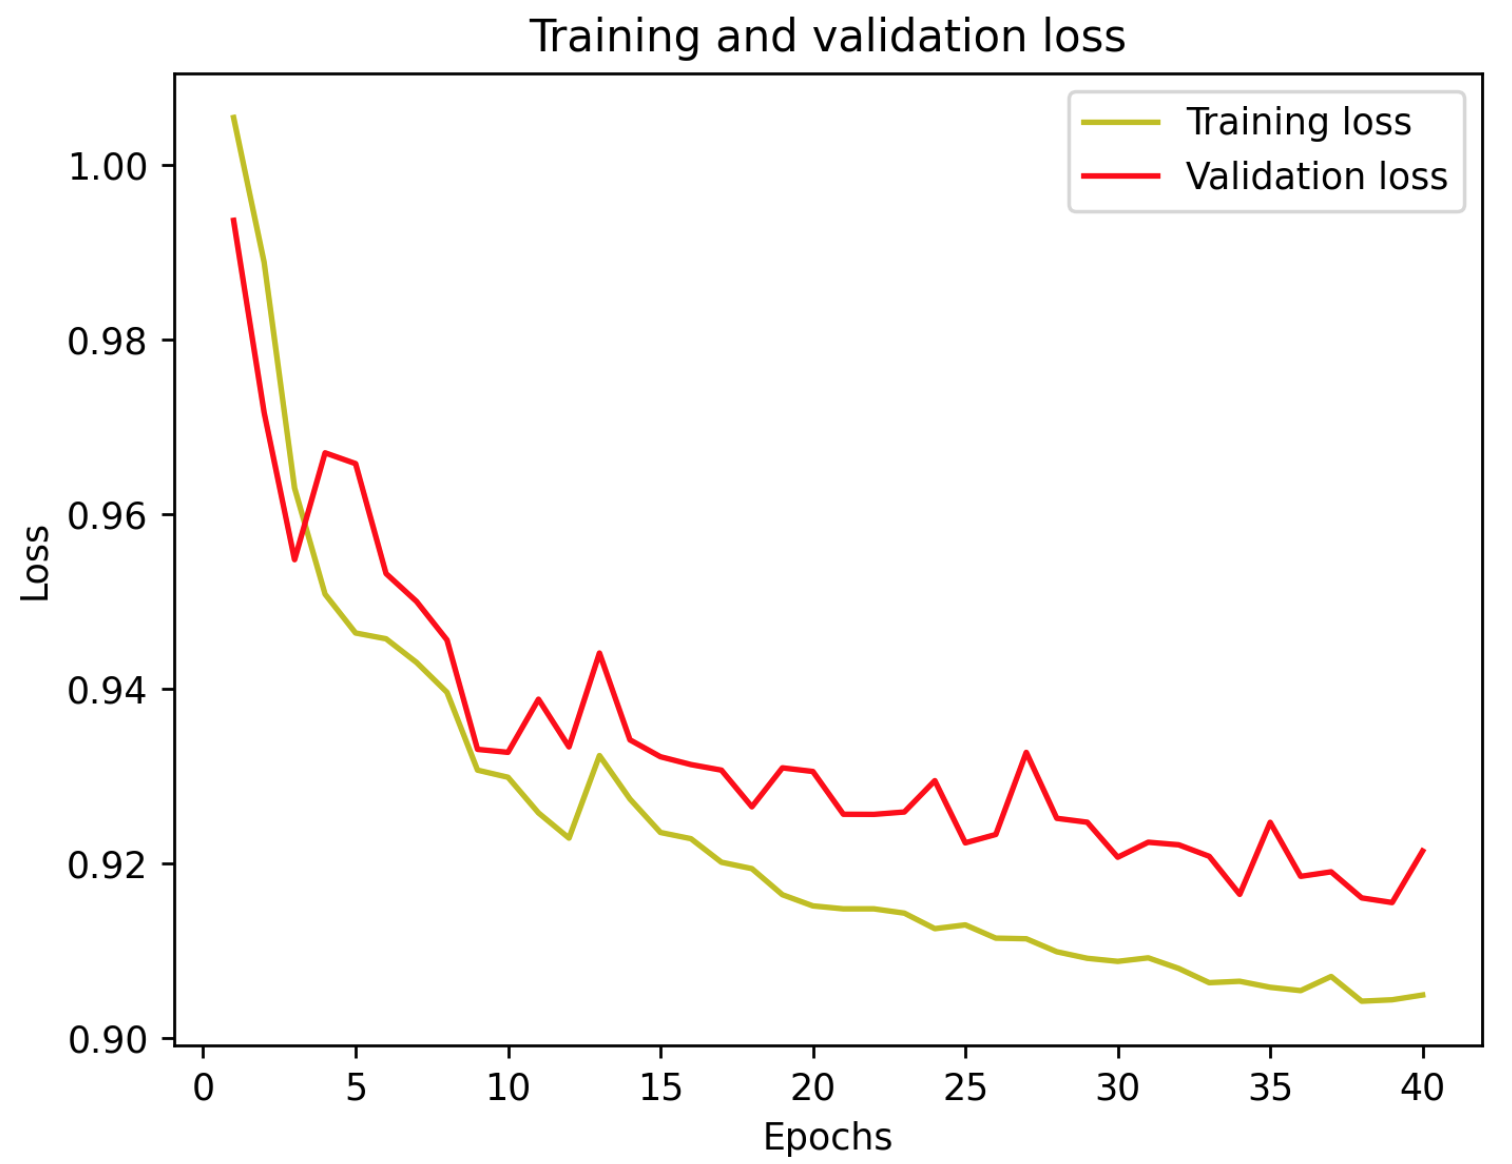 Training and validation loss
Training loss
Validation loss
1.00
0.98
0.96
0.94
0.92
0.90
Loss
0 5 10 15 20 25 30 35 40
Epochs